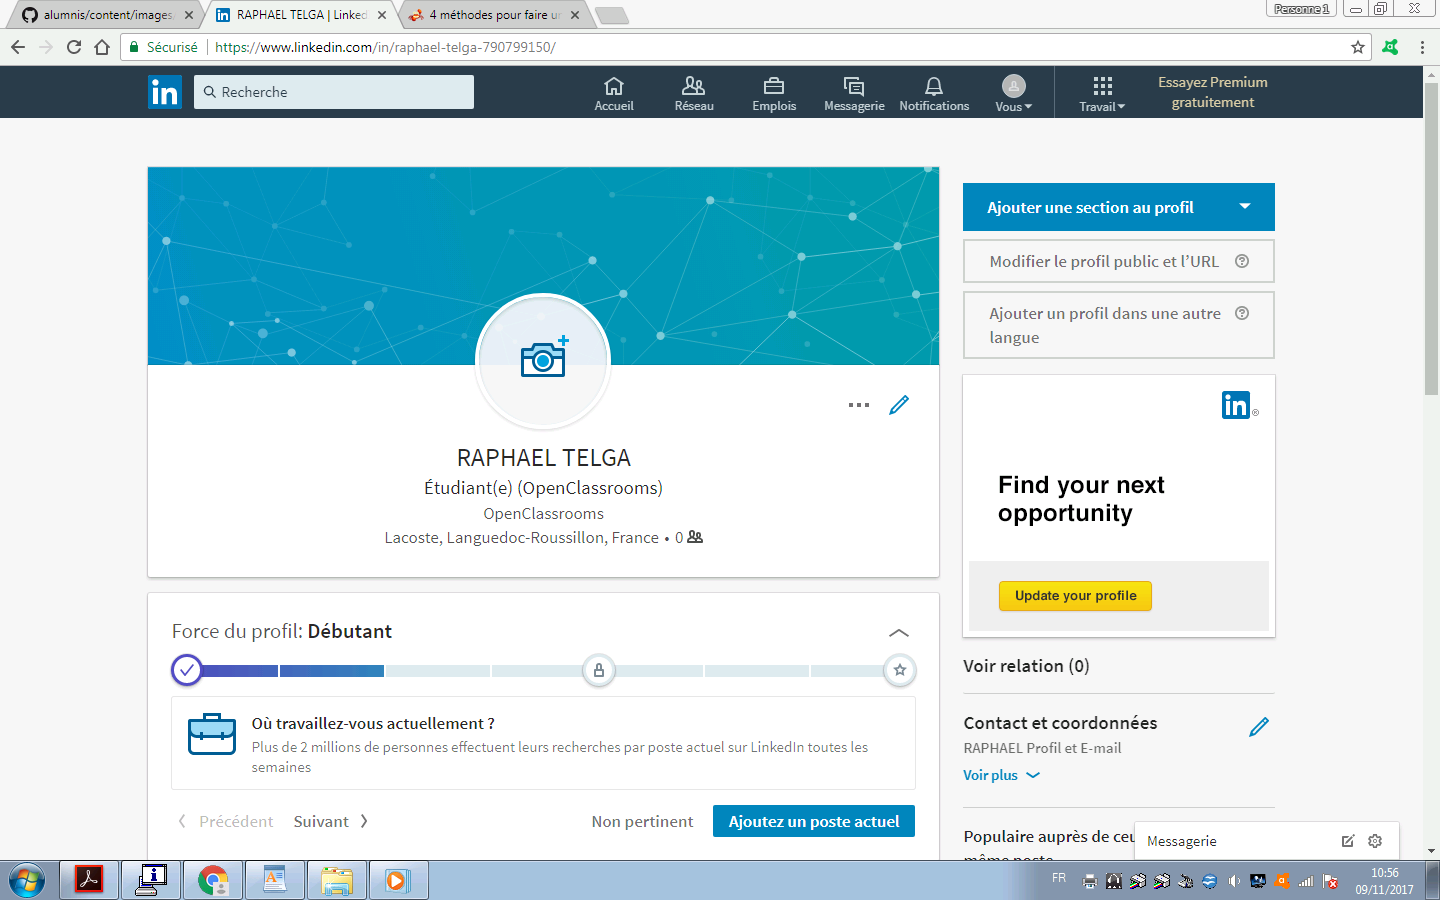 alumnis/content/images
RAPHAEL TELGA | Linked
4 méthodes pour faire u
Personne 1
Sécurisé
https://www.linkedin.com/in/raphael-telga-790799150/
in
Recherche
Accueil
Réseau
Emplois
Messagerie
Notifications
Vous
Travail
Essayez Premium
gratuitement
Ajouter une section au profil
Modifier le profil public et l’URL
Ajouter un profil dans une autre
langue
RAPHAEL TELGA
Étudiant(e) (OpenClassrooms)
OpenClassrooms
Lacoste, Languedoc-Roussillon, France • 0
in
Find your next
opportunity
Update your profile
Force du profil: Débutant
Où travaillez-vous actuellement ?
Plus de 2 millions de personnes effectuent leurs recherches par poste actuel sur LinkedIn toutes les
semaines
Précédent
Suivant
Non pertinent
Ajoutez un poste actuel
Voir relation (0)
Contact et coordonnées
RAPHAEL Profil et E-mail
Voir plus
Populaire auprès de ceu
même poste
Messagerie
FR
10:56
09/11/2017